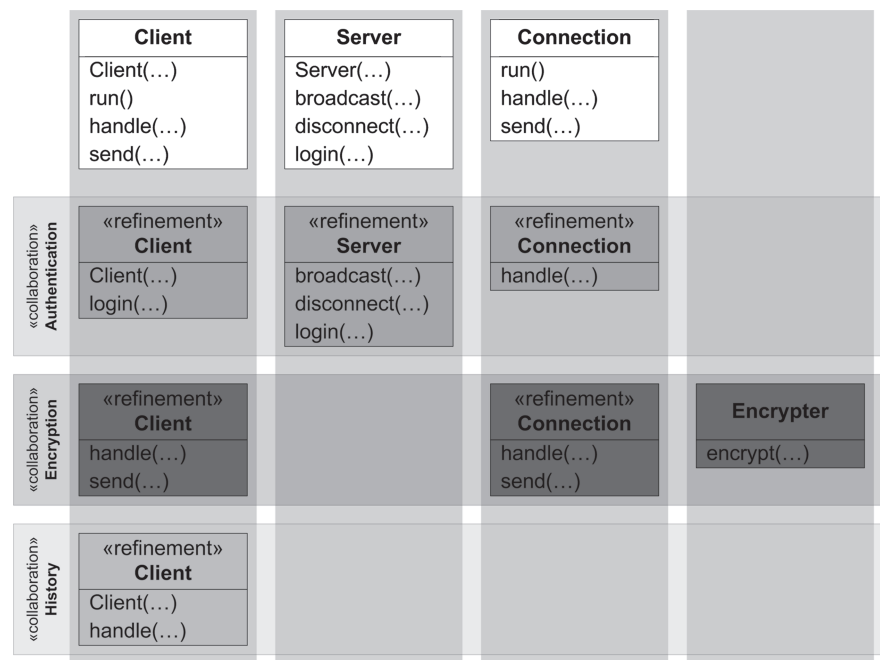 Client
Client(…)
run()
handle(…)
send(…)
Server
Server(…)
broadcast(…)
disconnect(…)
login(…)
Connection
run()
handle(…)
send(…)
«collaboration»
Authentication
«refinement»
Client
Client(…)
login(…)
«refinement»
Server
broadcast(…)
disconnect(…)
login(…)
«refinement»
Connection
handle(…)
«collaboration»
Encryption
«refinement»
Client
handle(…)
send(…)
«refinement»
Connection
handle(…)
send(…)
Encrypter
encrypt(…)
«collaboration»
History
«refinement»
Client
Client(…)
handle(…)